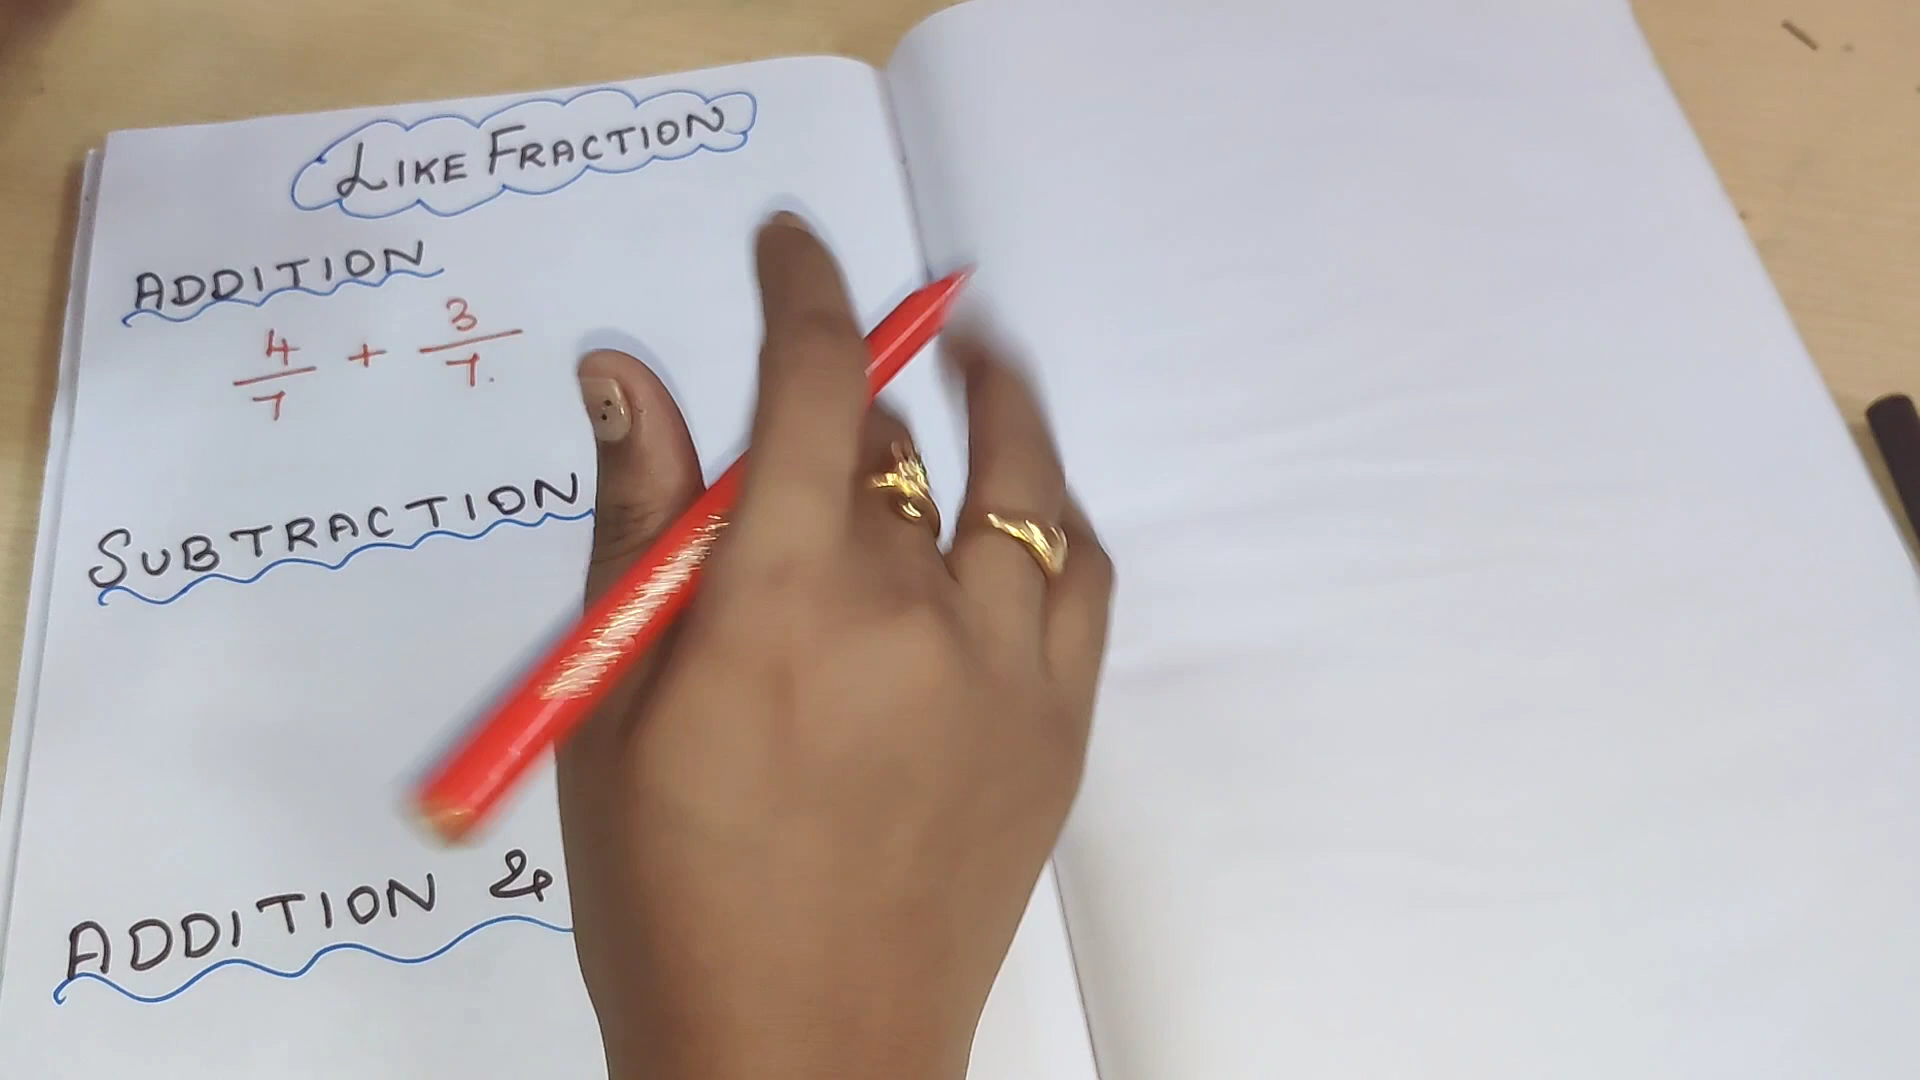 LIKE FRACTION
ADDITION
4/7 + 3/7.
SUBTRACTION
ADDITION &